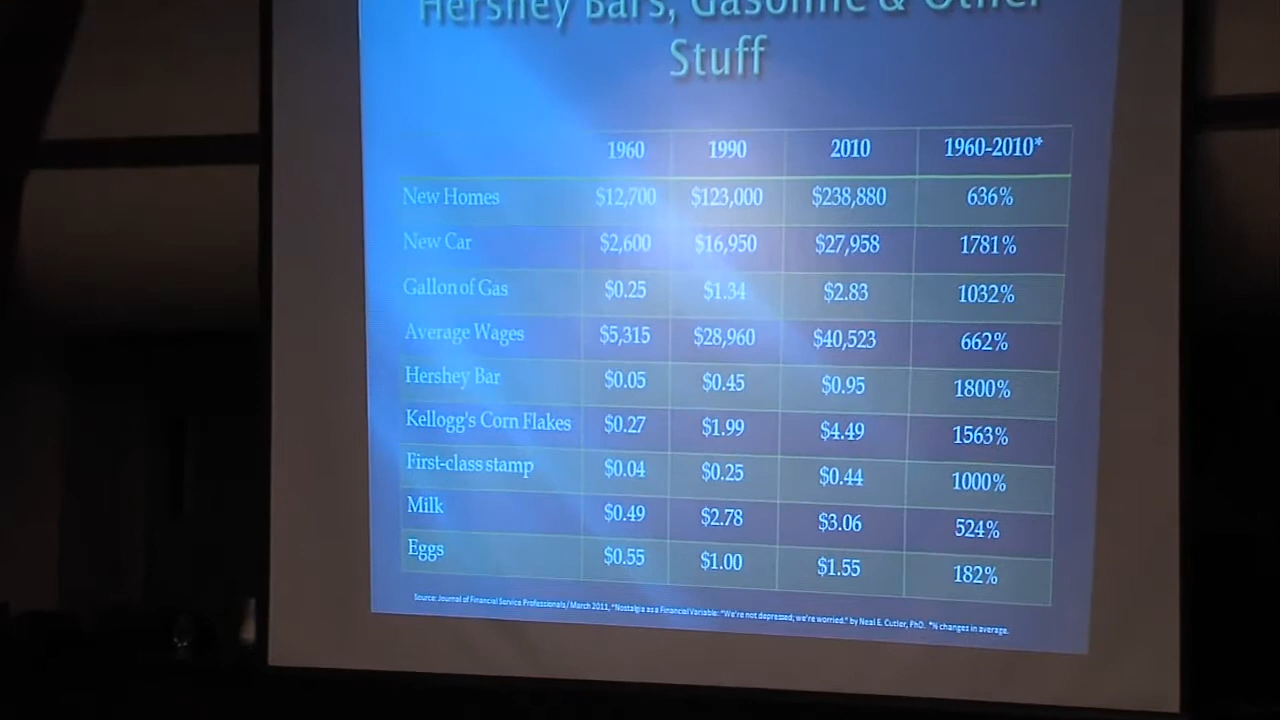 Hershey Bars, Gasoline & Other
Stuff
1960 1990 2010 1960-2010*
New Homes $12,700 $123,000 $238,880 636%
New Car $2,600 $16,950 $27,958 1781%
Gallon of Gas $0.25 $1.34 $2.83 1032%
Average Wages $5,315 $28,960 $40,523 662%
Hershey Bar $0.05 $0.45 $0.95 1800%
Kellogg's Corn Flakes $0.27 $1.99 $4.49 1563%
First-class stamp $0.04 $0.25 $0.44 1000%
Milk $0.49 $2.78 $3.06 524%
Eggs $0.55 $1.00 $1.55 182%
Source: Journal of Financial Service Professionals/ March 2011, "Nostalgia as a Financial Variable: "We're not depressed; we're worried." by Neal E. Cutler, PhD. *% changes in average.